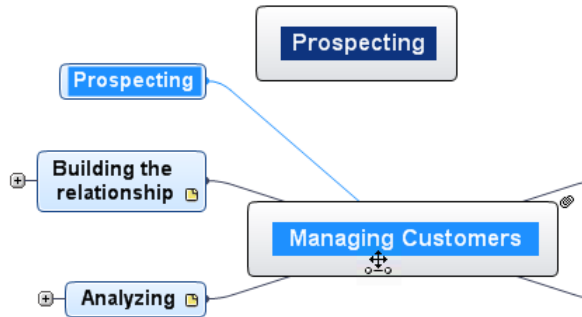 Prospecting
Prospecting
Building the
relationship
Managing Customers
Analyzing